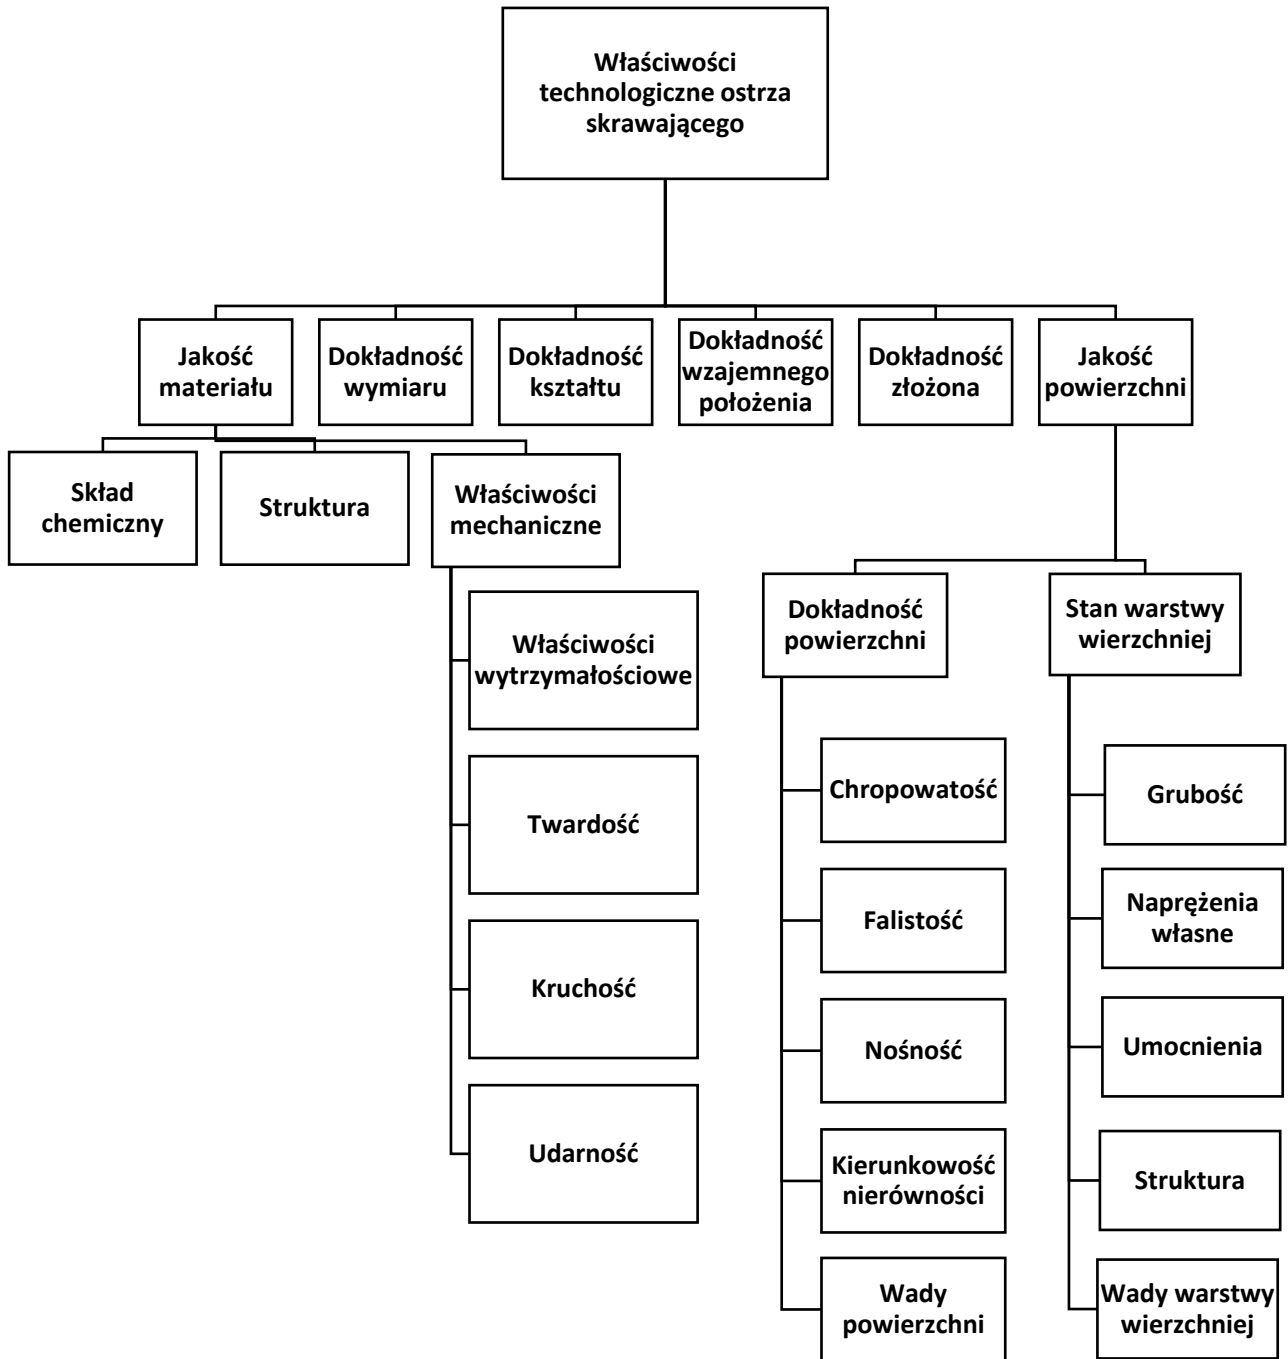 Właściwości
technologiczne ostrza
skrawającego
Jakość
materiału
Dokładność
wymiaru
Dokładność
kształtu
Dokładność
wzajemnego
położenia
Dokładność
złożona
Jakość
powierzchni
Skład
chemiczny
Struktura
Właściwości
mechaniczne
Właściwości
wytrzymałościowe
Twardość
Kruchość
Udarność
Dokładność
powierzchni
Chropowatość
Falistość
Nośność
Kierunkowość
nierówności
Wady
powierzchni
Stan warstwy
wierzchniej
Grubość
Naprężenia
własne
Umocnienia
Struktura
Wady warstwy
wierzchniej